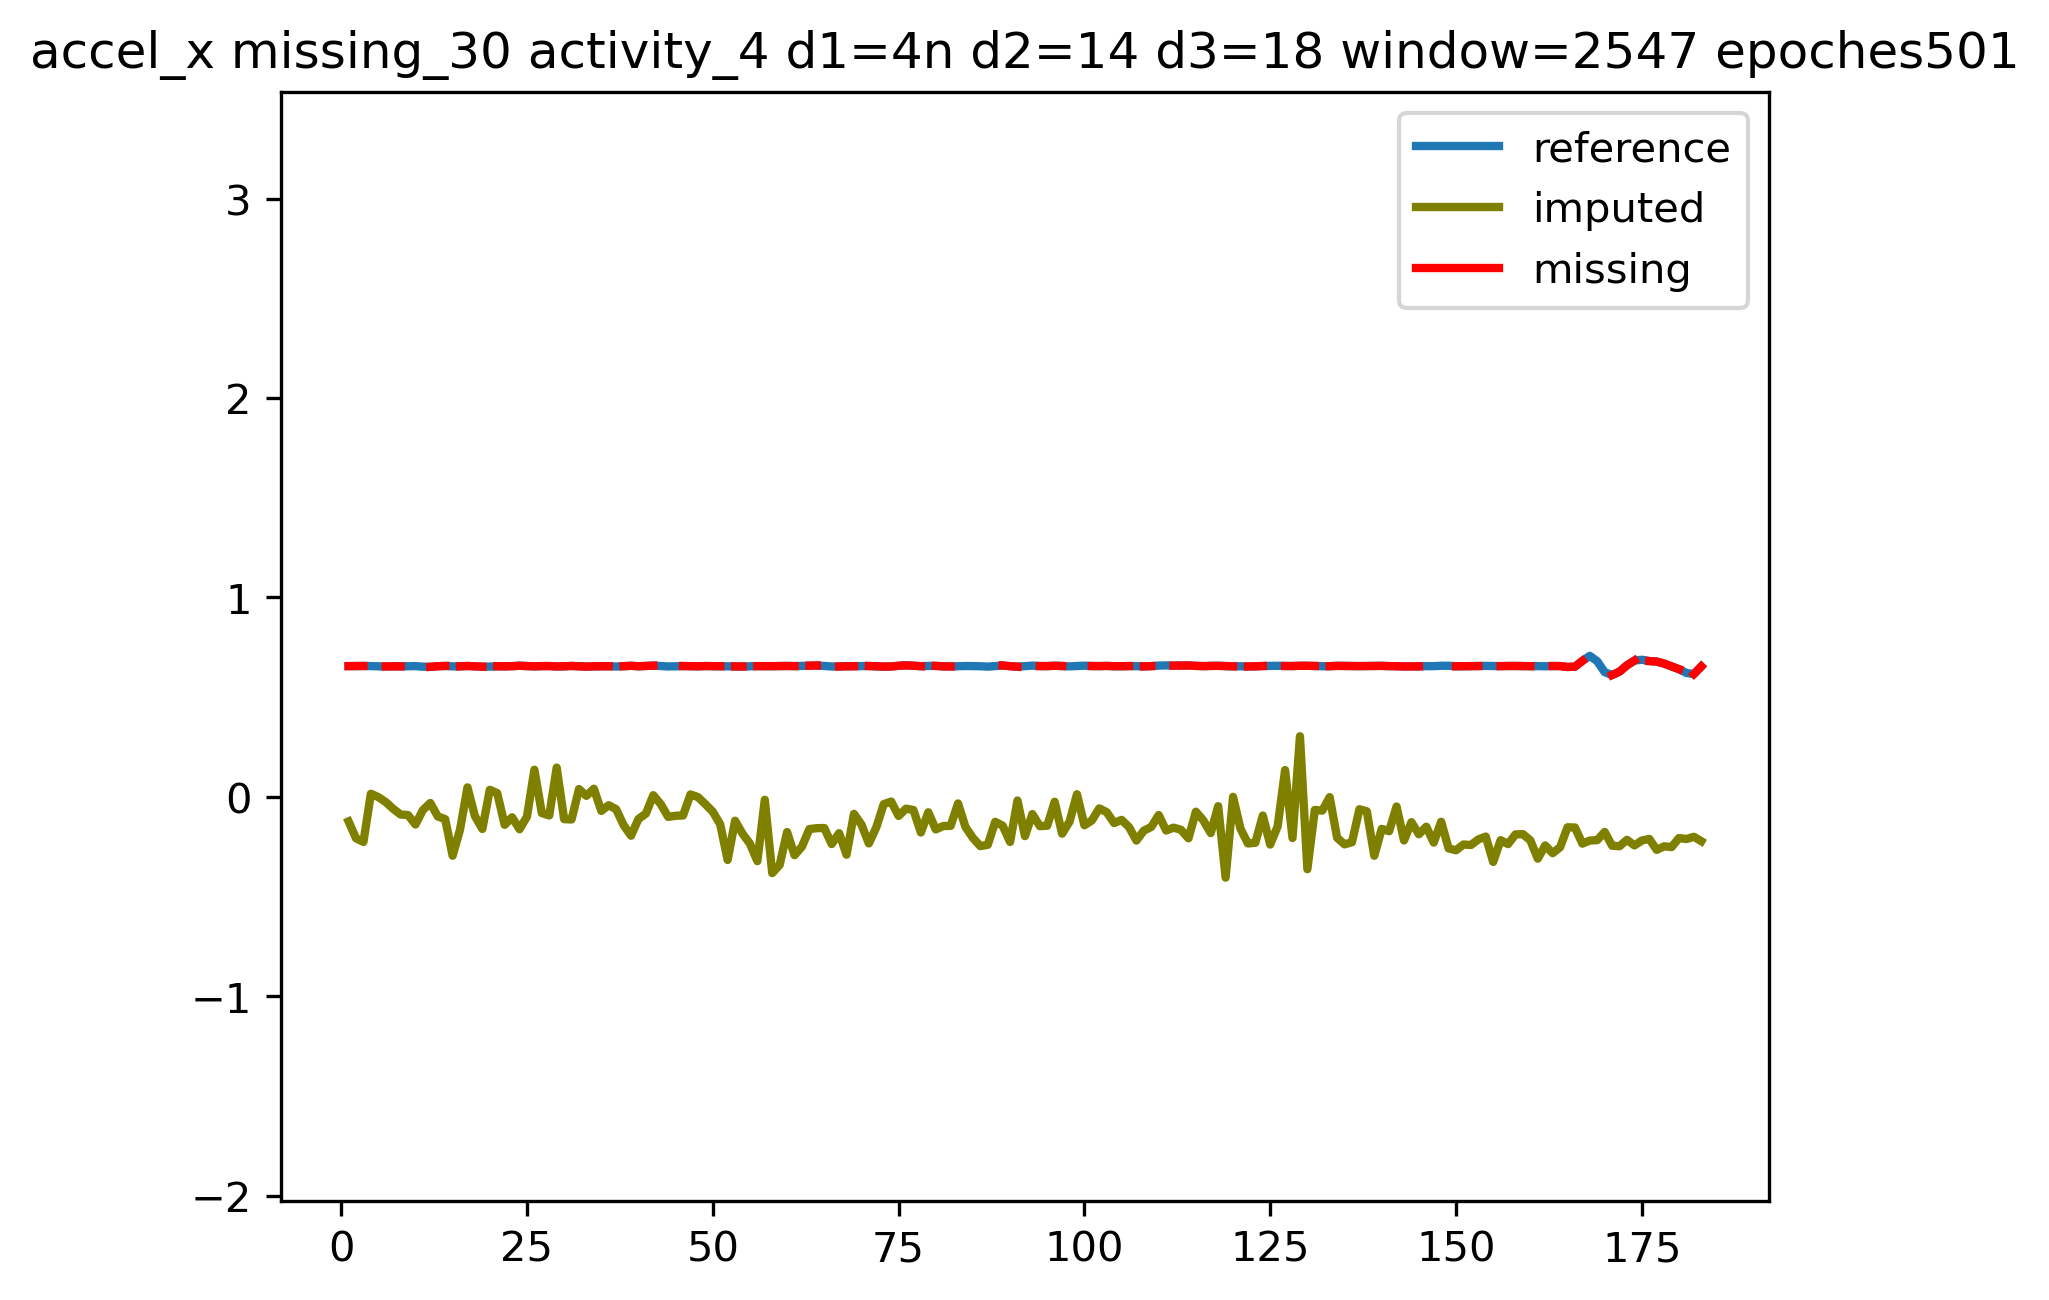 accel_x missing_30 activity_4 d1=4n d2=14 d3=18 window=2547 epoches501
reference
imputed
missing
3
2
1
0
−1
−2
0 25 50 75 100 125 150 175